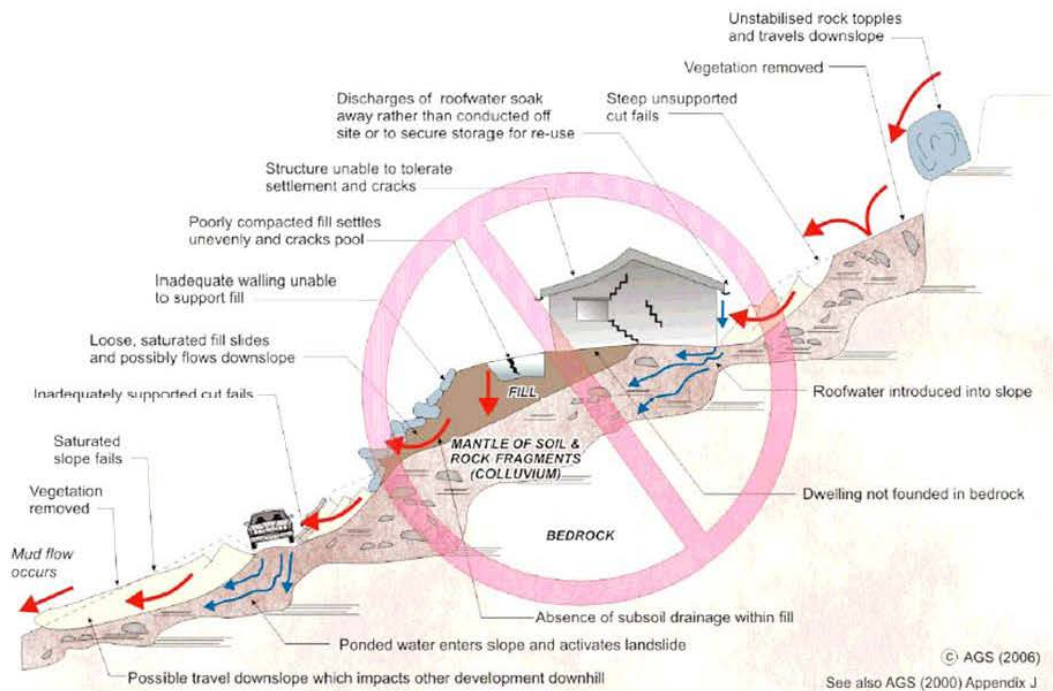 Unstabilised rock topples
and travels downslope
Vegetation removed
Discharges of roofwater soak
away rather than conducted off
site or to secure storage for re-use
Steep unsupported
cut fails
Structure unable to tolerate
settlement and cracks
Poorly compacted fill settles
unevenly and cracks pool
Inadequate walling unable
to support fill
Loose, saturated fill slides
and possibly flows downslope
Inadequately supported cut fails
Roofwater introduced into slope
FILL
Saturated
slope fails
MANTLE OF SOIL &
ROCK FRAGMENTS
(COLLUVIUM)
Vegetation
removed
Dwelling not founded in bedrock
BEDROCK
Mud flow
occurs
Absence of subsoil drainage within fill
Ponded water enters slope and activates landslide
© AGS (2006)
Possible travel downslope which impacts other development downhill
See also AGS (2000) Appendix J